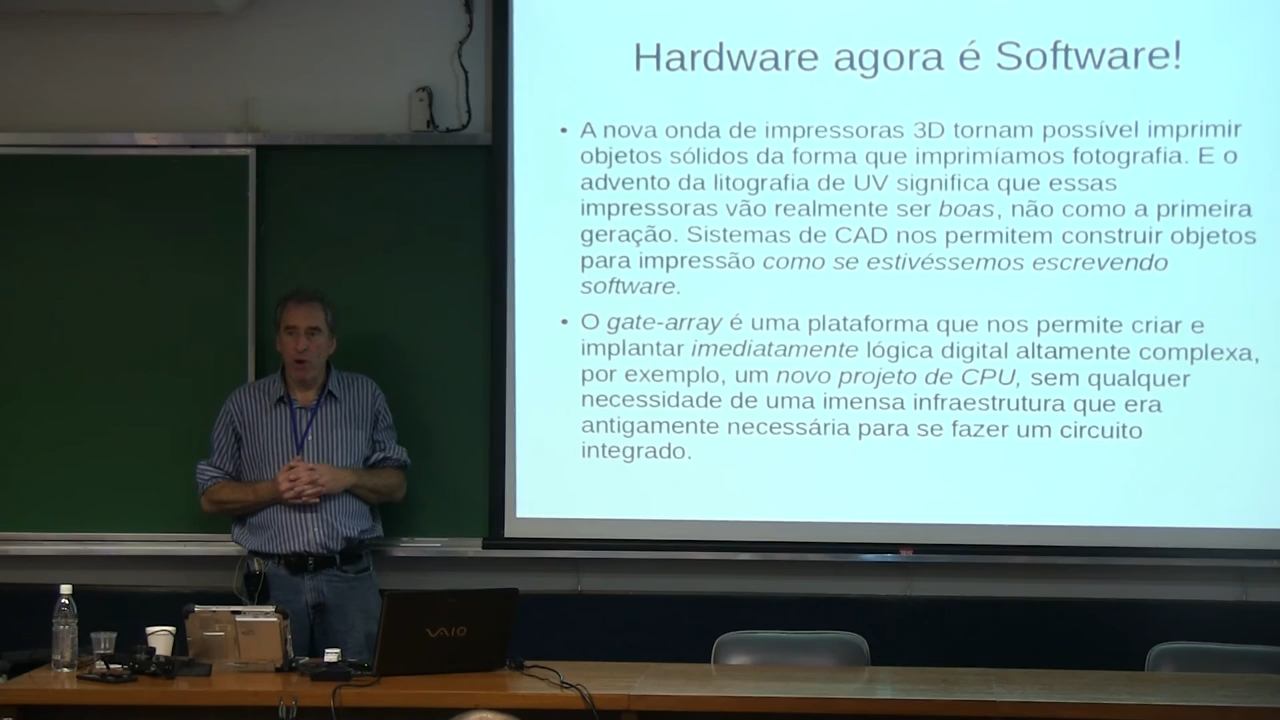 Hardware agora é Software!
• A nova onda de impressoras 3D tornam possível imprimir
objetos sólidos da forma que imprimíamos fotografia. E o
advento da litografia de UV significa que essas
impressoras vão realmente ser boas, não como a primeira
geração. Sistemas de CAD nos permitem construir objetos
para impressão como se estivéssemos escrevendo
software.
• O gate-array é uma plataforma que nos permite criar e
implantar imediatamente lógica digital altamente complexa,
por exemplo, um novo projeto de CPU, sem qualquer
necessidade de uma imensa infraestrutura que era
antigamente necessária para se fazer um circuito
integrado.
VAIO